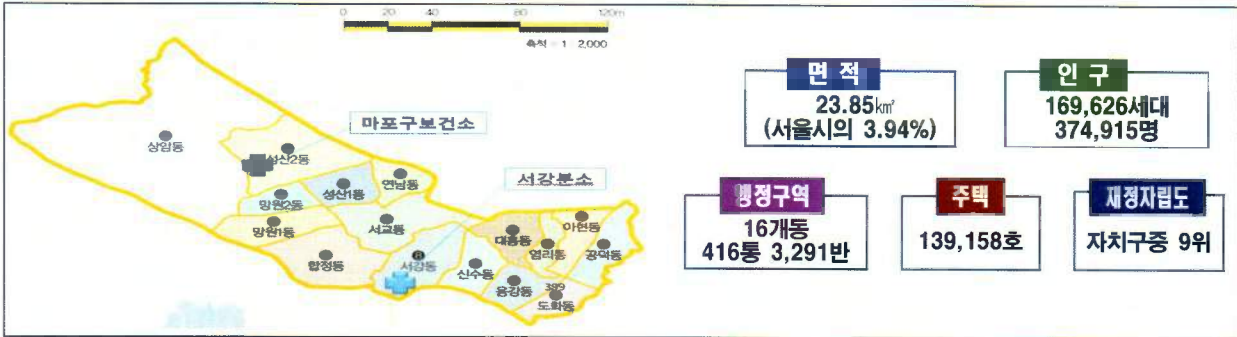 0 20 40 80 120m
축척 1 : 2,000
마포구보건소
서강분소
상암동
성산2동
연남동
성산1동
망원2동
망원1동
서교동
합정동
서강동
신수동
대흥동
염리동
아현동
공덕동
용강동
399
도화동
면 적
23.85㎢
(서울시의 3.94%)
인 구
169,626세대
374,915명
행정구역
16개동
416통 3,291반
주택
139,158호
재정자립도
자치구중 9위